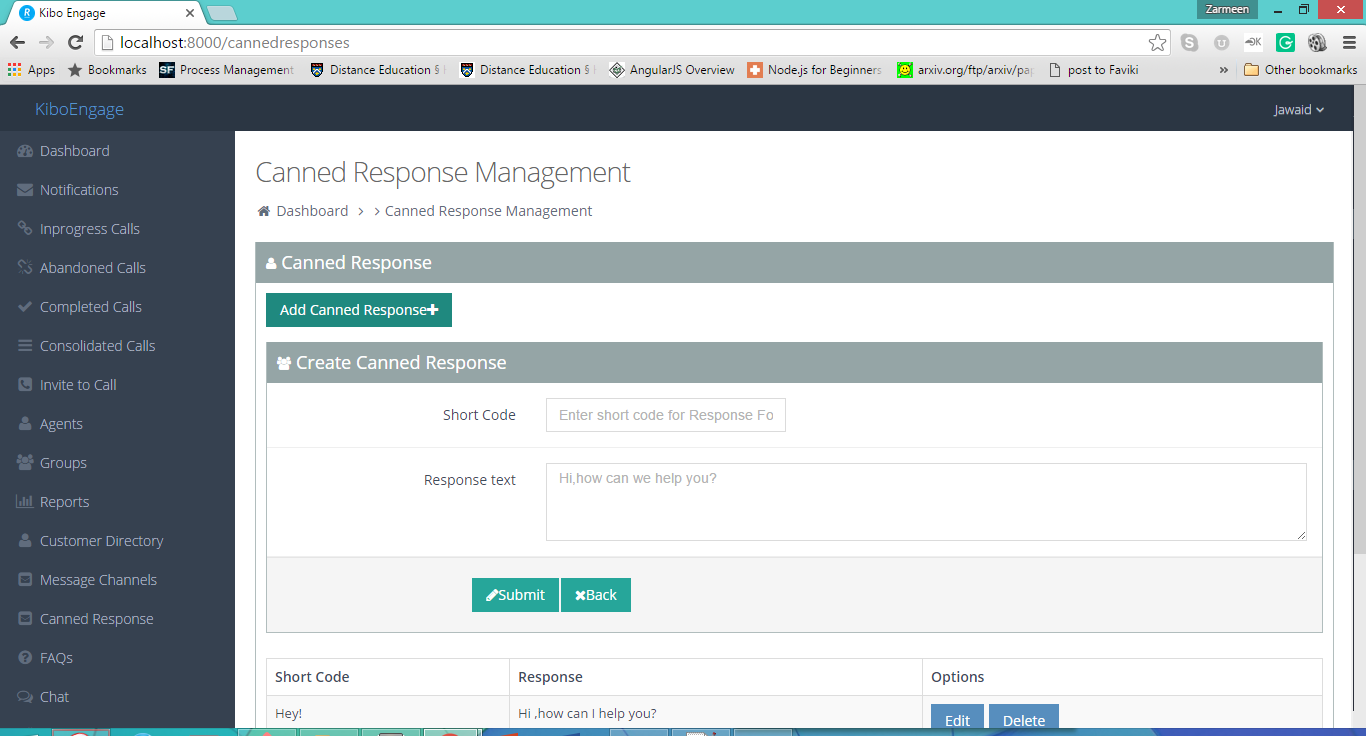 Kibo Engage
Zarmeen
localhost:8000/cannedresponses
Apps
Bookmarks
SF Process Management
Distance Education §
Distance Education §
AngularJS Overview
Node.js for Beginners
arxiv.org/ftp/arxiv/pap
post to Faviki
»
Other bookmarks
KiboEngage
Jawaid
Dashboard
Notifications
Inprogress Calls
Abandoned Calls
Completed Calls
Consolidated Calls
Invite to Call
Agents
Groups
Reports
Customer Directory
Message Channels
Canned Response
FAQs
Chat
Canned Response Management
Dashboard > > Canned Response Management
Canned Response
Add Canned Response
Create Canned Response
Short Code
Enter short code for Response Fo
Response text
Hi,how can we help you?
Submit
Back
Short Code Response Options
Hey! Hi ,how can I help you? Edit Delete